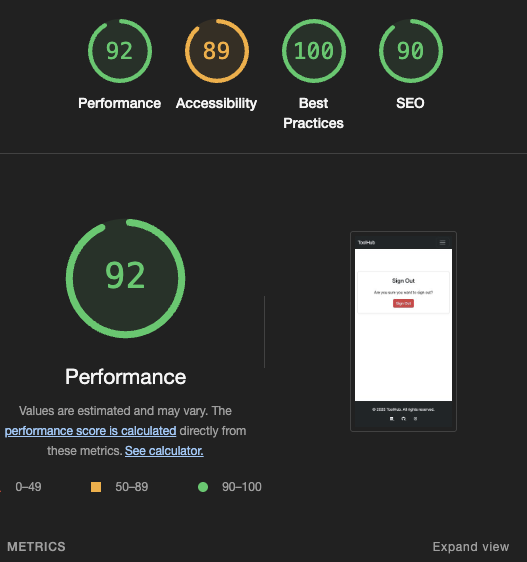 92
89
100
90
Performance
Accessibility
Best
Practices
SEO
92
Performance
Values are estimated and may vary. The
performance score is calculated directly from
these metrics. See calculator.
0–49
50–89
90–100
ToolHub
Sign Out
Are you sure you want to sign out?
Sign Out
© 2023 ToolHub. All rights reserved.
METRICS
Expand view